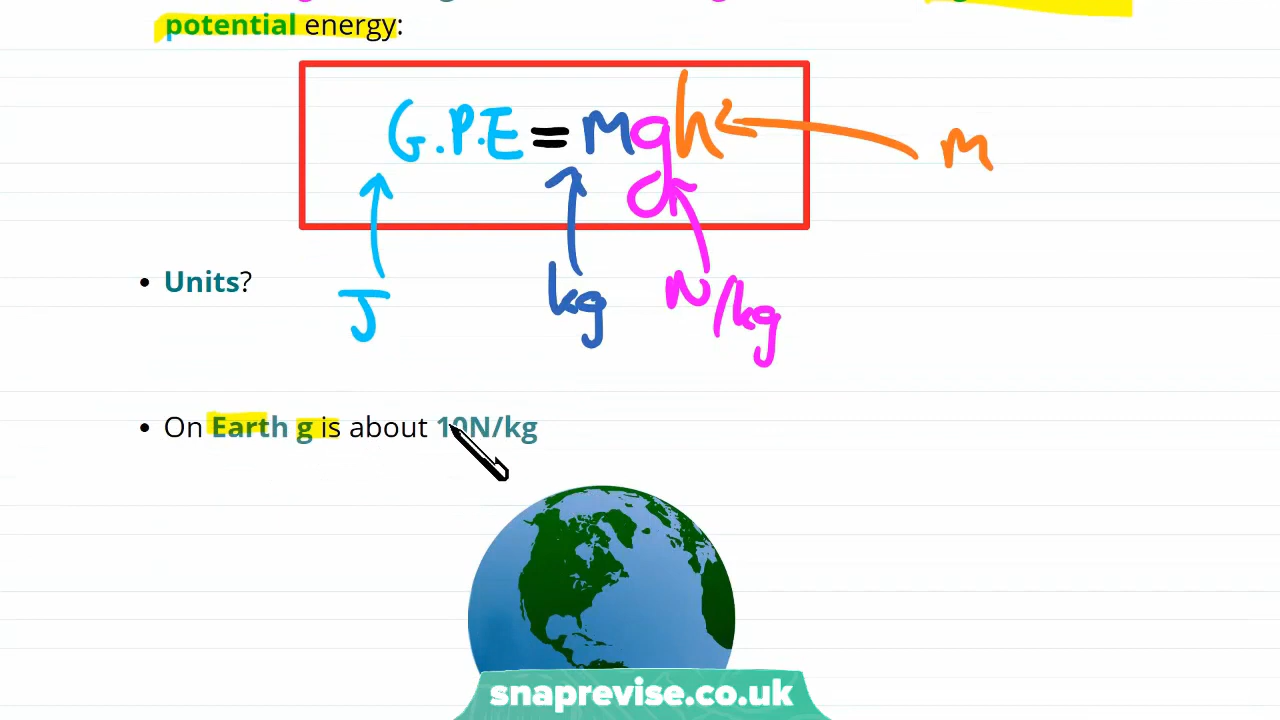 potential energy:
G.P.E = mgh
m
• Units?
J
kg
N/kg
• On Earth g is about 10N/kg
snaprevise.co.uk